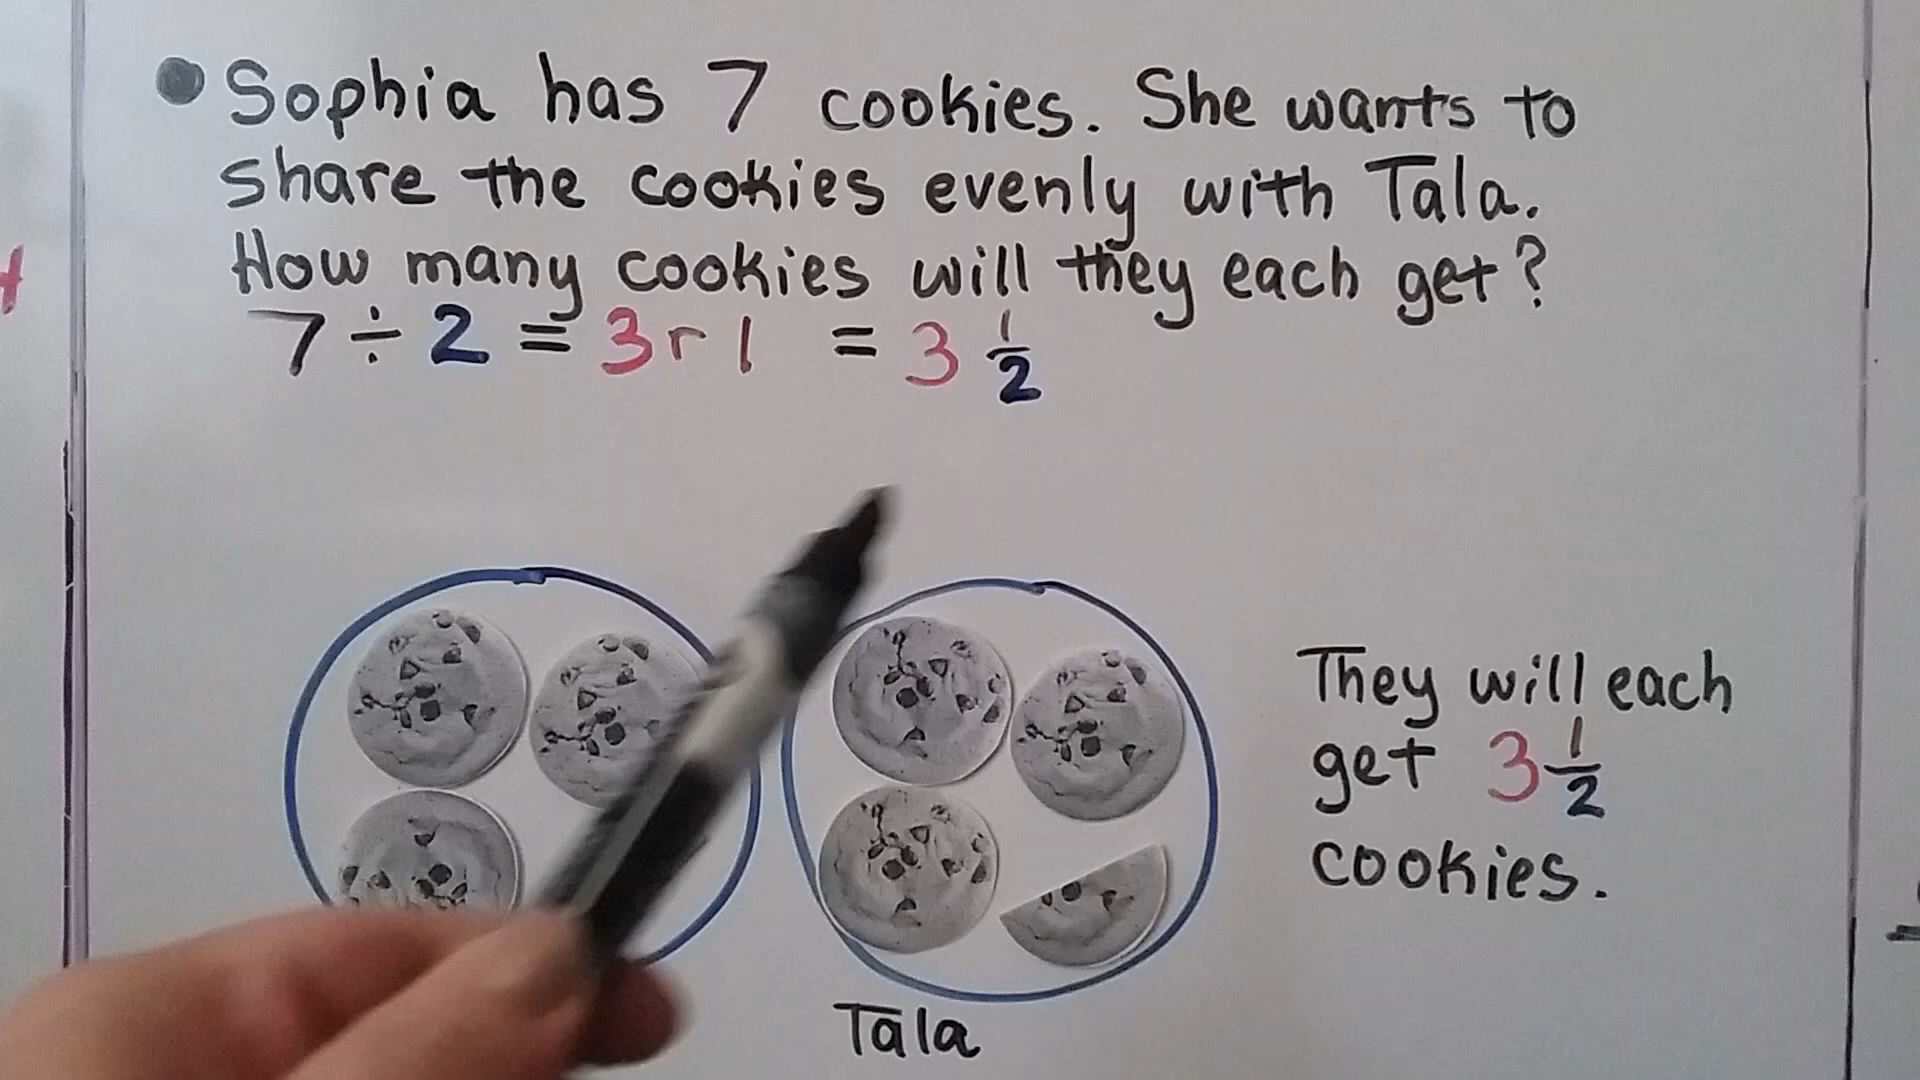 Sophia has 7 cookies. She wants to
share the cookies evenly with Tala.
How many cookies will they each get?
7 ÷ 2 = 3 r 1 = 3 1/2
They will each
get 3 1/2
cookies.
Tala